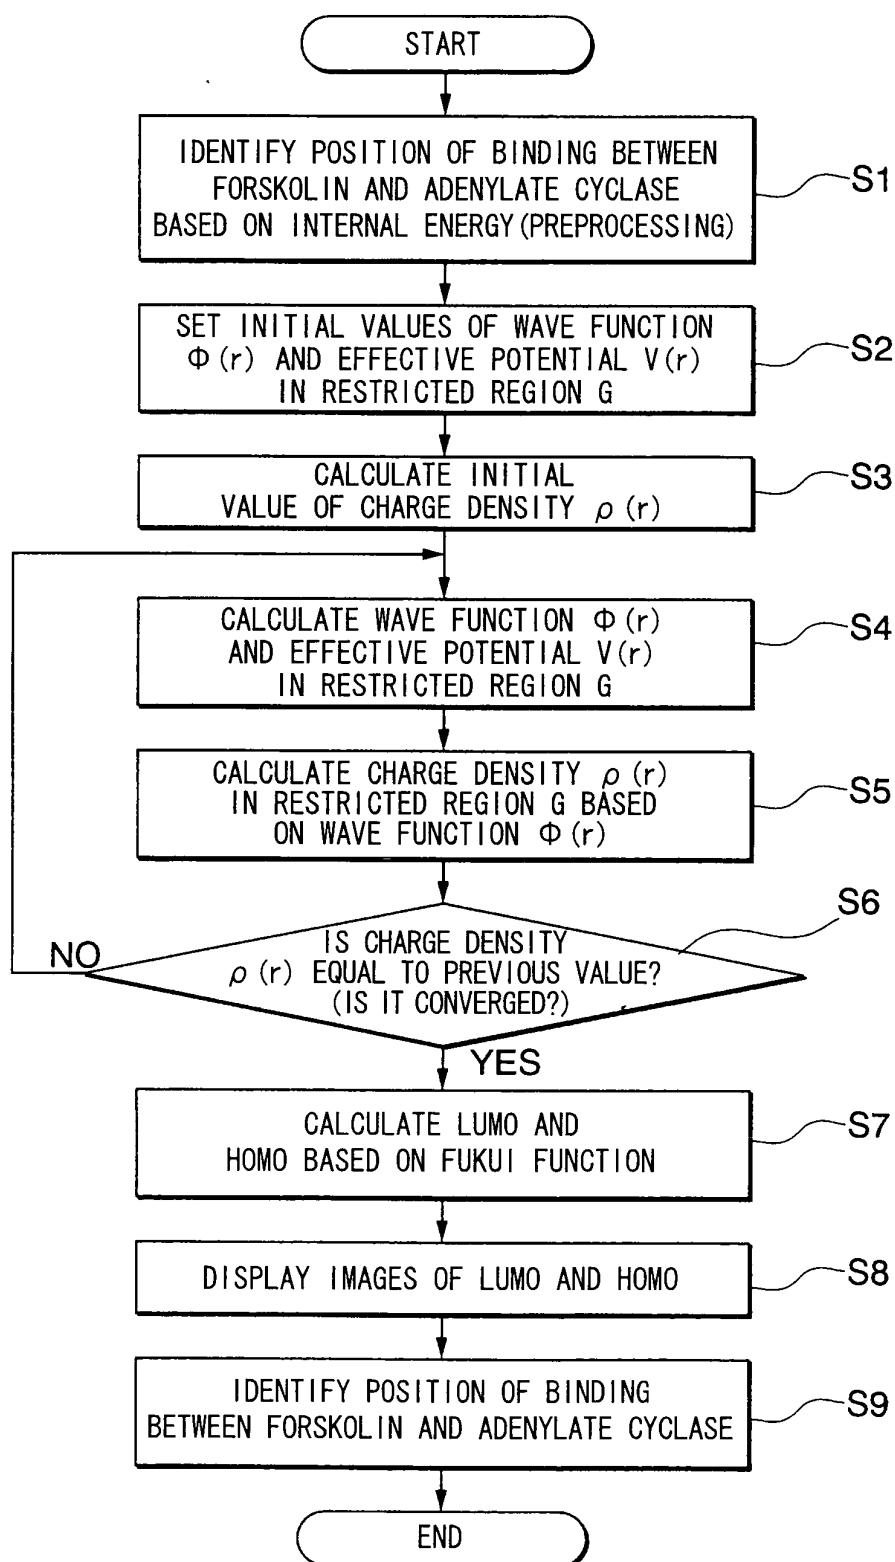 START
IDENTIFY POSITION OF BINDING BETWEEN
FORSKOLIN AND ADENYLATE CYCLASE
BASED ON INTERNAL ENERGY(PREPROCESSING)
S1
SET INITIAL VALUES OF WAVE FUNCTION
Φ(r) AND EFFECTIVE POTENTIAL V(r)
IN RESTRICTED REGION G
S2
CALCULATE INITIAL
VALUE OF CHARGE DENSITY ρ(r)
S3
CALCULATE WAVE FUNCTION Φ(r)
AND EFFECTIVE POTENTIAL V(r)
IN RESTRICTED REGION G
S4
CALCULATE CHARGE DENSITY ρ(r)
IN RESTRICTED REGION G BASED
ON WAVE FUNCTION Φ(r)
S5
IS CHARGE DENSITY
ρ(r) EQUAL TO PREVIOUS VALUE?
(IS IT CONVERGED?)
S6
NO
YES
CALCULATE LUMO AND
HOMO BASED ON FUKUI FUNCTION
S7
DISPLAY IMAGES OF LUMO AND HOMO
S8
IDENTIFY POSITION OF BINDING
BETWEEN FORSKOLIN AND ADENYLATE CYCLASE
S9
END